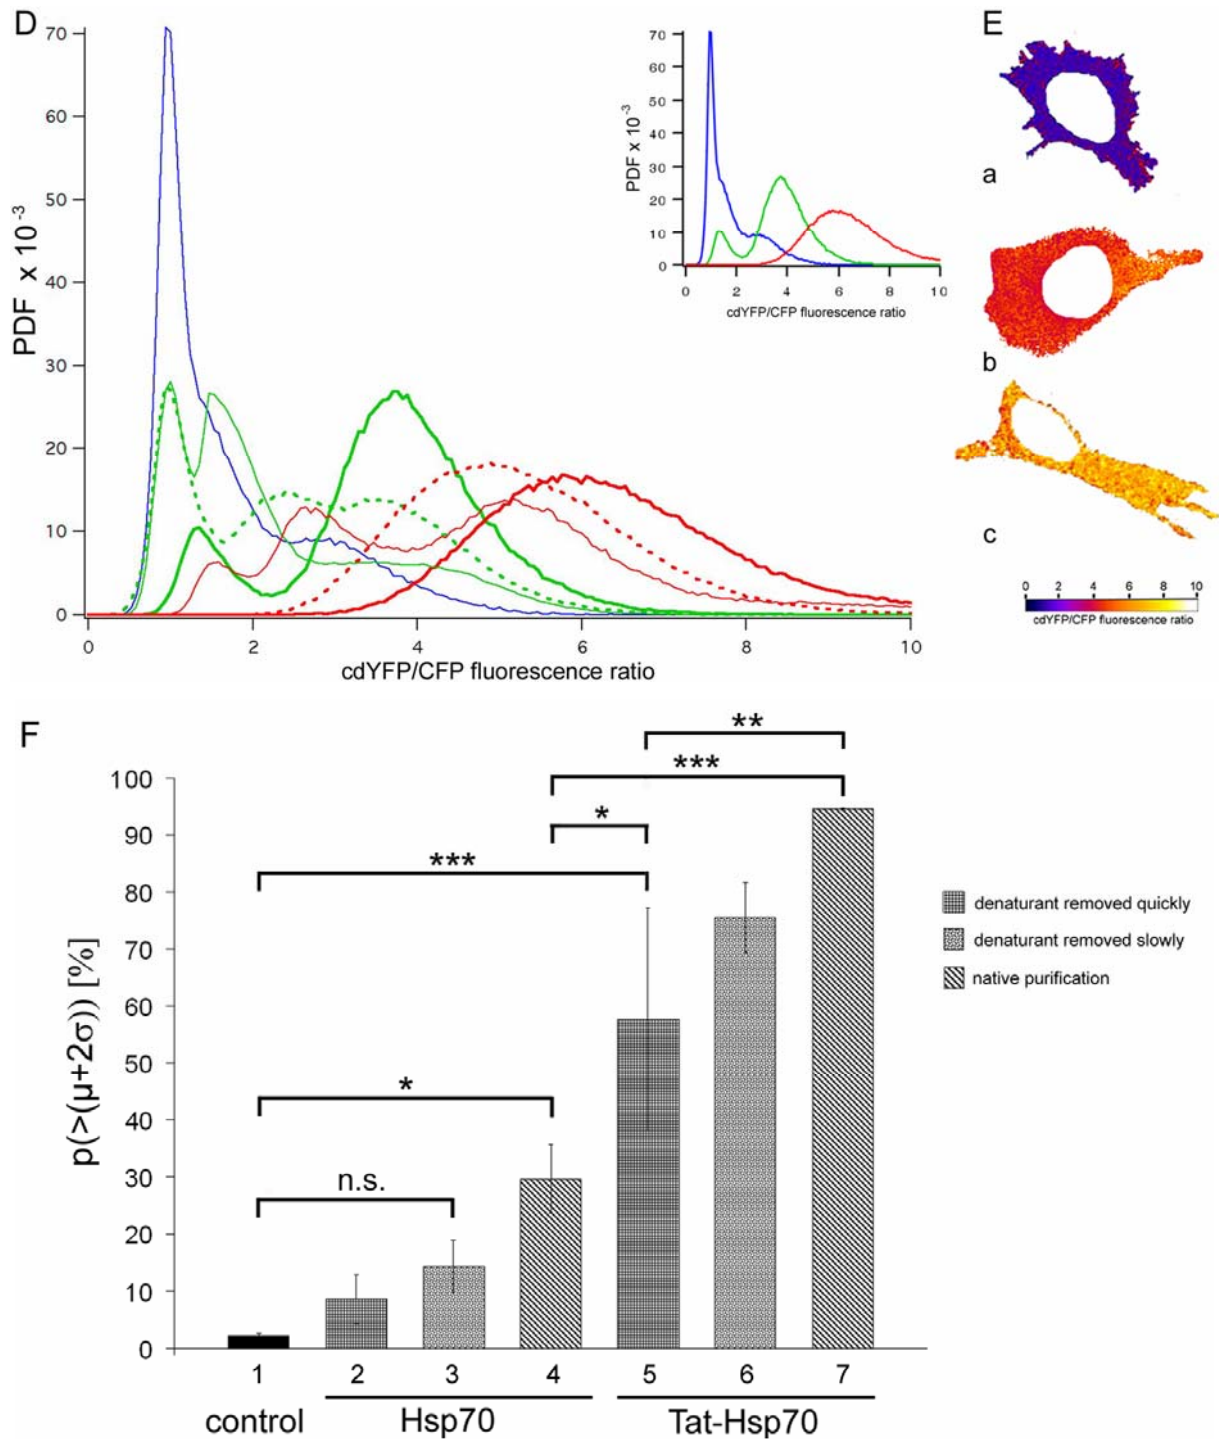 D
70
60
50
40
30
20
10
0
PDF x 10⁻³
0 2 4 6 8 10
cdYFP/CFP fluorescence ratio
70
60
50
40
30
20
10
0
PDF x 10⁻³
0 2 4 6 8 10
cdYFP/CFP fluorescence ratio
E
a
b
c
0 2 4 6 8 10
cdYFP/CFP fluorescence ratio
F
**
***
*
***
*
n.s.
100
90
80
70
60
50
40
30
20
10
0
p(>(μ+2σ)) [%]
denaturant removed quickly
denaturant removed slowly
native purification
1 2 3 4 5 6 7
control Hsp70 Tat-Hsp70